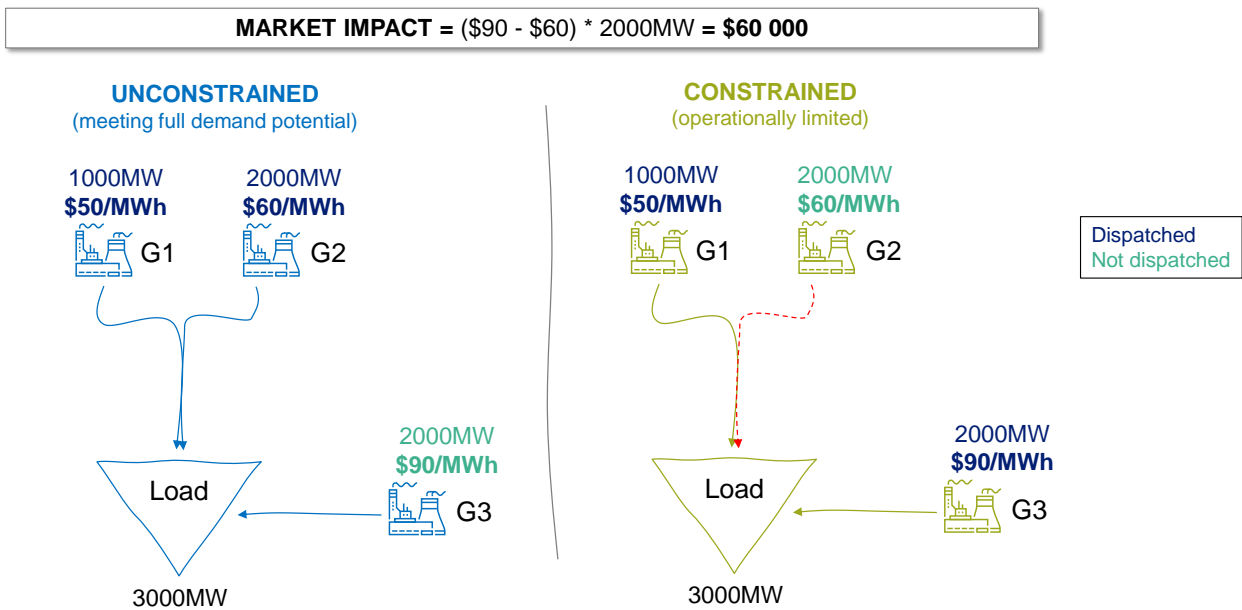 MARKET IMPACT = ($90 - $60) * 2000MW = $60 000
UNCONSTRAINED
(meeting full demand potential)
1000MW
$50/MWh
G1
2000MW
$60/MWh
G2
2000MW
$90/MWh
G3
Load
3000MW
CONSTRAINED
(operationally limited)
1000MW
$50/MWh
G1
2000MW
$60/MWh
G2
2000MW
$90/MWh
G3
Load
3000MW
Dispatched
Not dispatched